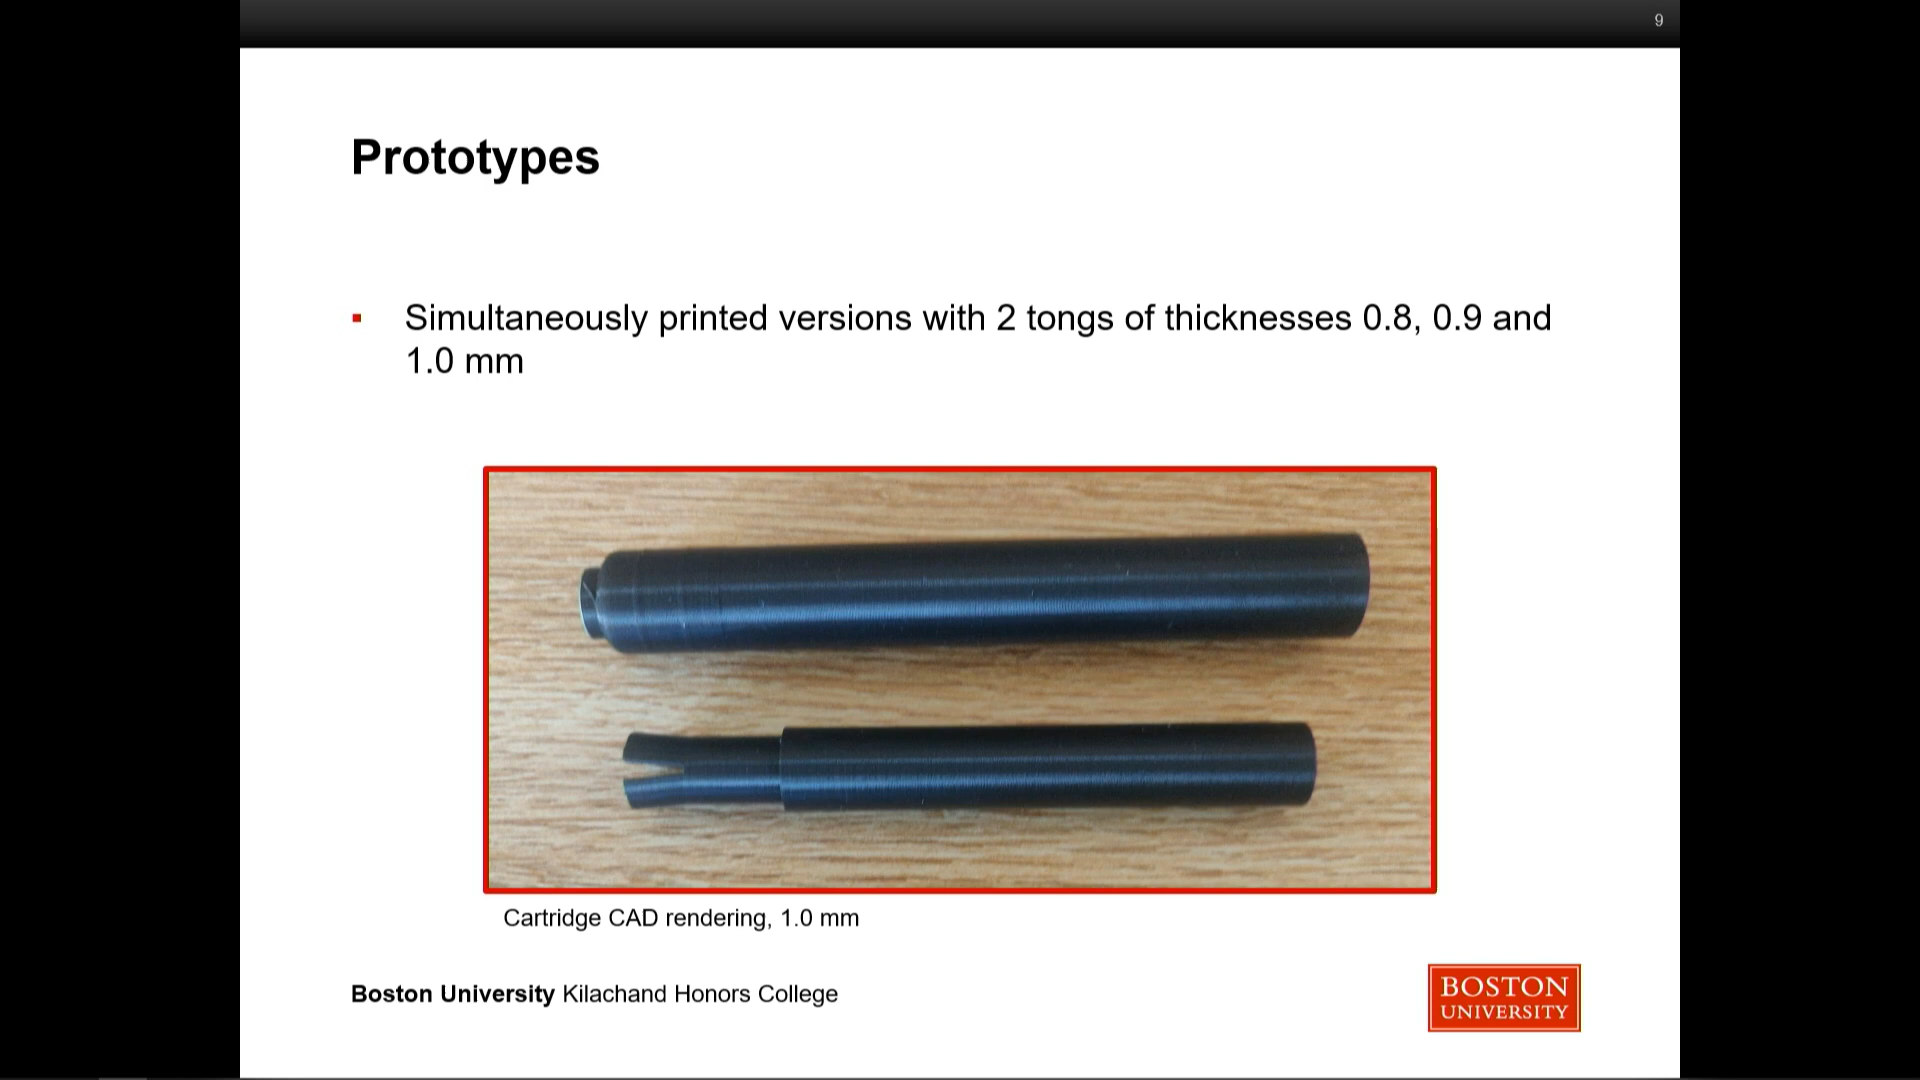 9
Prototypes
▪ Simultaneously printed versions with 2 tongs of thicknesses 0.8, 0.9 and
1.0 mm
Cartridge CAD rendering, 1.0 mm
Boston University Kilachand Honors College
BOSTON
UNIVERSITY